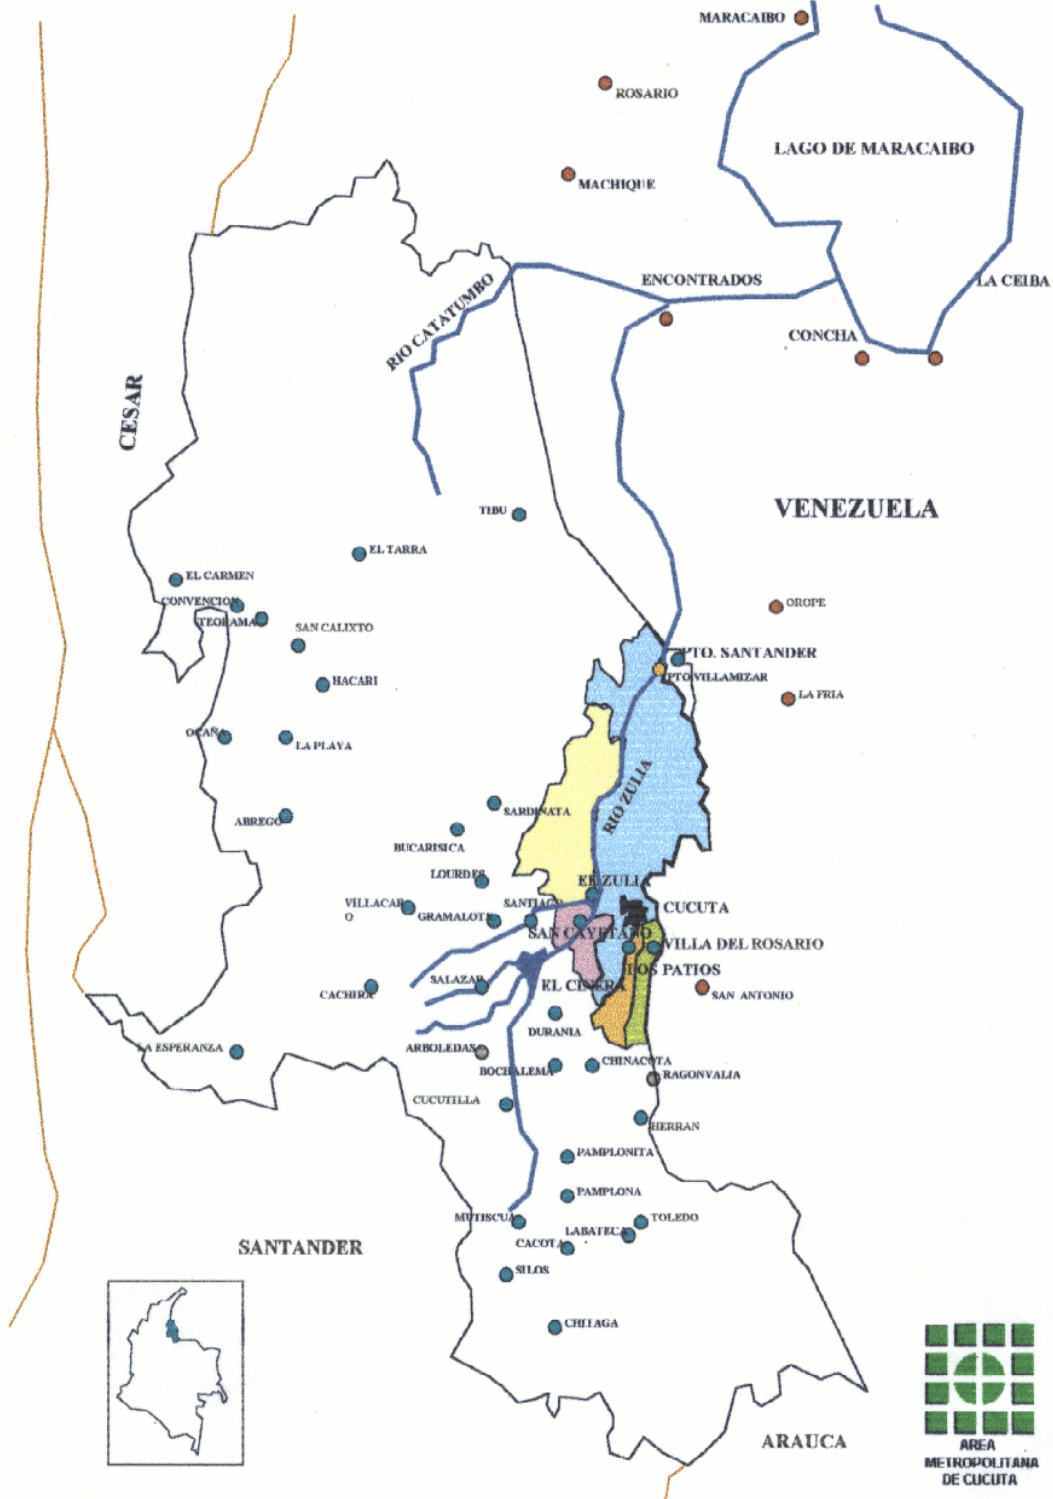 MARACAIBO
ROSARIO
LAGO DE MARACAIBO
MACHIQUE
ENCONTRADOS
LA CEIBA
RIO CATATUMBO
CONCHA
CESAR
VENEZUELA
TIBU
EL TARRA
EL CARMEN
CONVENCION
TEORAMA
SAN CALIXTO
OROPE
PTO. SANTANDER
PTO VILLAMIZAR
HACARI
LA FRIA
OCAÑA
LA PLAYA
RIO ZULIA
SARDINATA
ABREGO
BUCARISICA
LOURDES
EL ZULIA
VILLACAR
O
GRAMALOTE
SANTIAGO
CUCUTA
SAN CAYETANO
VILLA DEL ROSARIO
LOS PATIOS
SALAZAR
EL CINERA
CACHIRA
SAN ANTONIO
DURANIA
LA ESPERANZA
ARBOLEDAS
BOCHALEMA
CHINACOTA
RAGONVALIA
CUCUTILLA
HERRAN
PAMPLONITA
PAMPLONA
MUTISCUA
TOLEDO
LABATECA
CACOTA
SANTANDER
SILOS
CHITAGA
ARAUCA
AREA
METROPOLITANA
DE CUCUTA